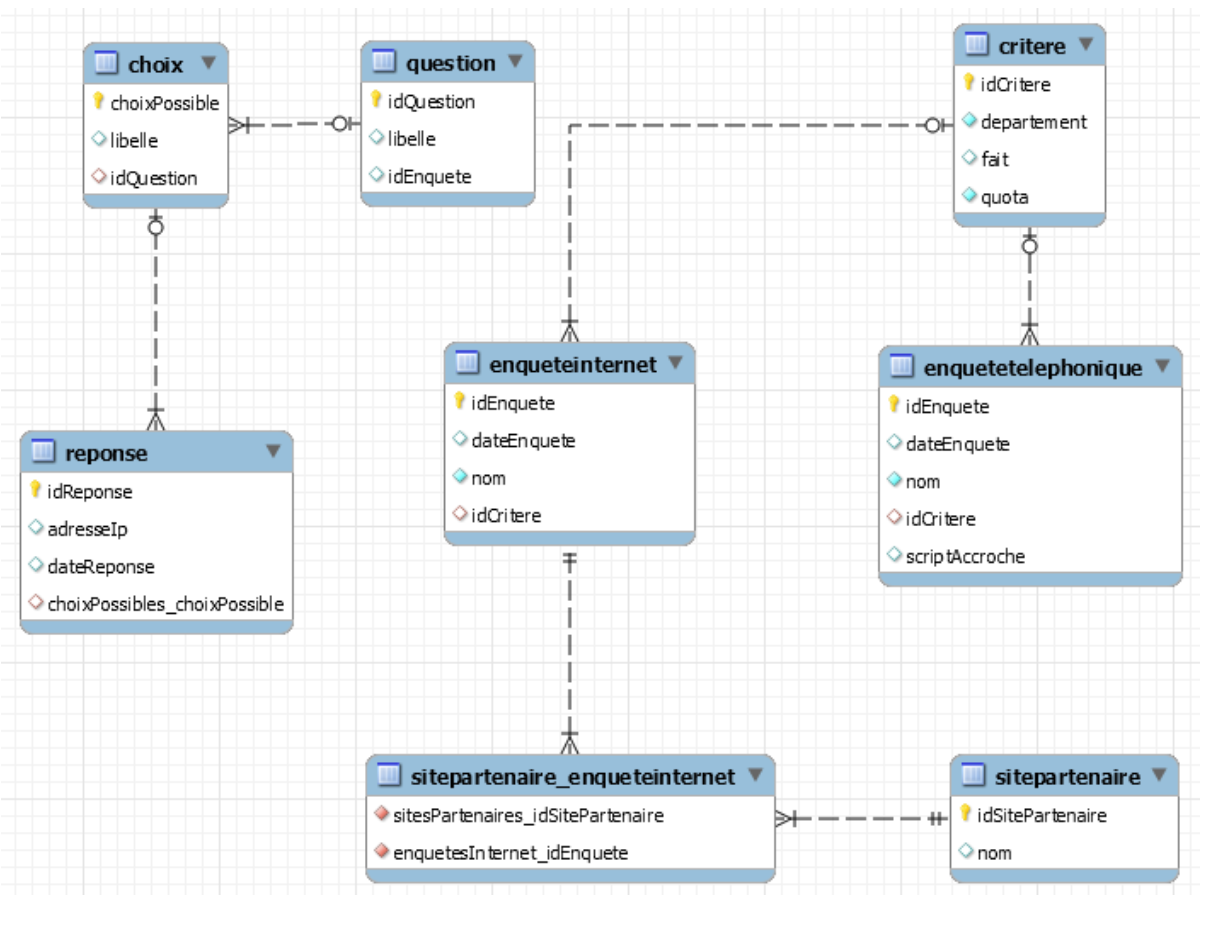 choix
choixPossible
libelle
idQuestion
question
idQuestion
libelle
idEnquete
critere
idCritere
departement
fait
quota
enqueteinternet
idEnquete
dateEnquete
nom
idCritere
enquetetelephonique
idEnquete
dateEnquete
nom
idCritere
scriptAccroche
reponse
idReponse
adresseIp
dateReponse
choixPossibles_choixPossible
sitepartenaire_enqueteinternet
sitesPartenaires_idSitePartenaire
enquetesInternet_idEnquete
sitepartenaire
idSitePartenaire
nom